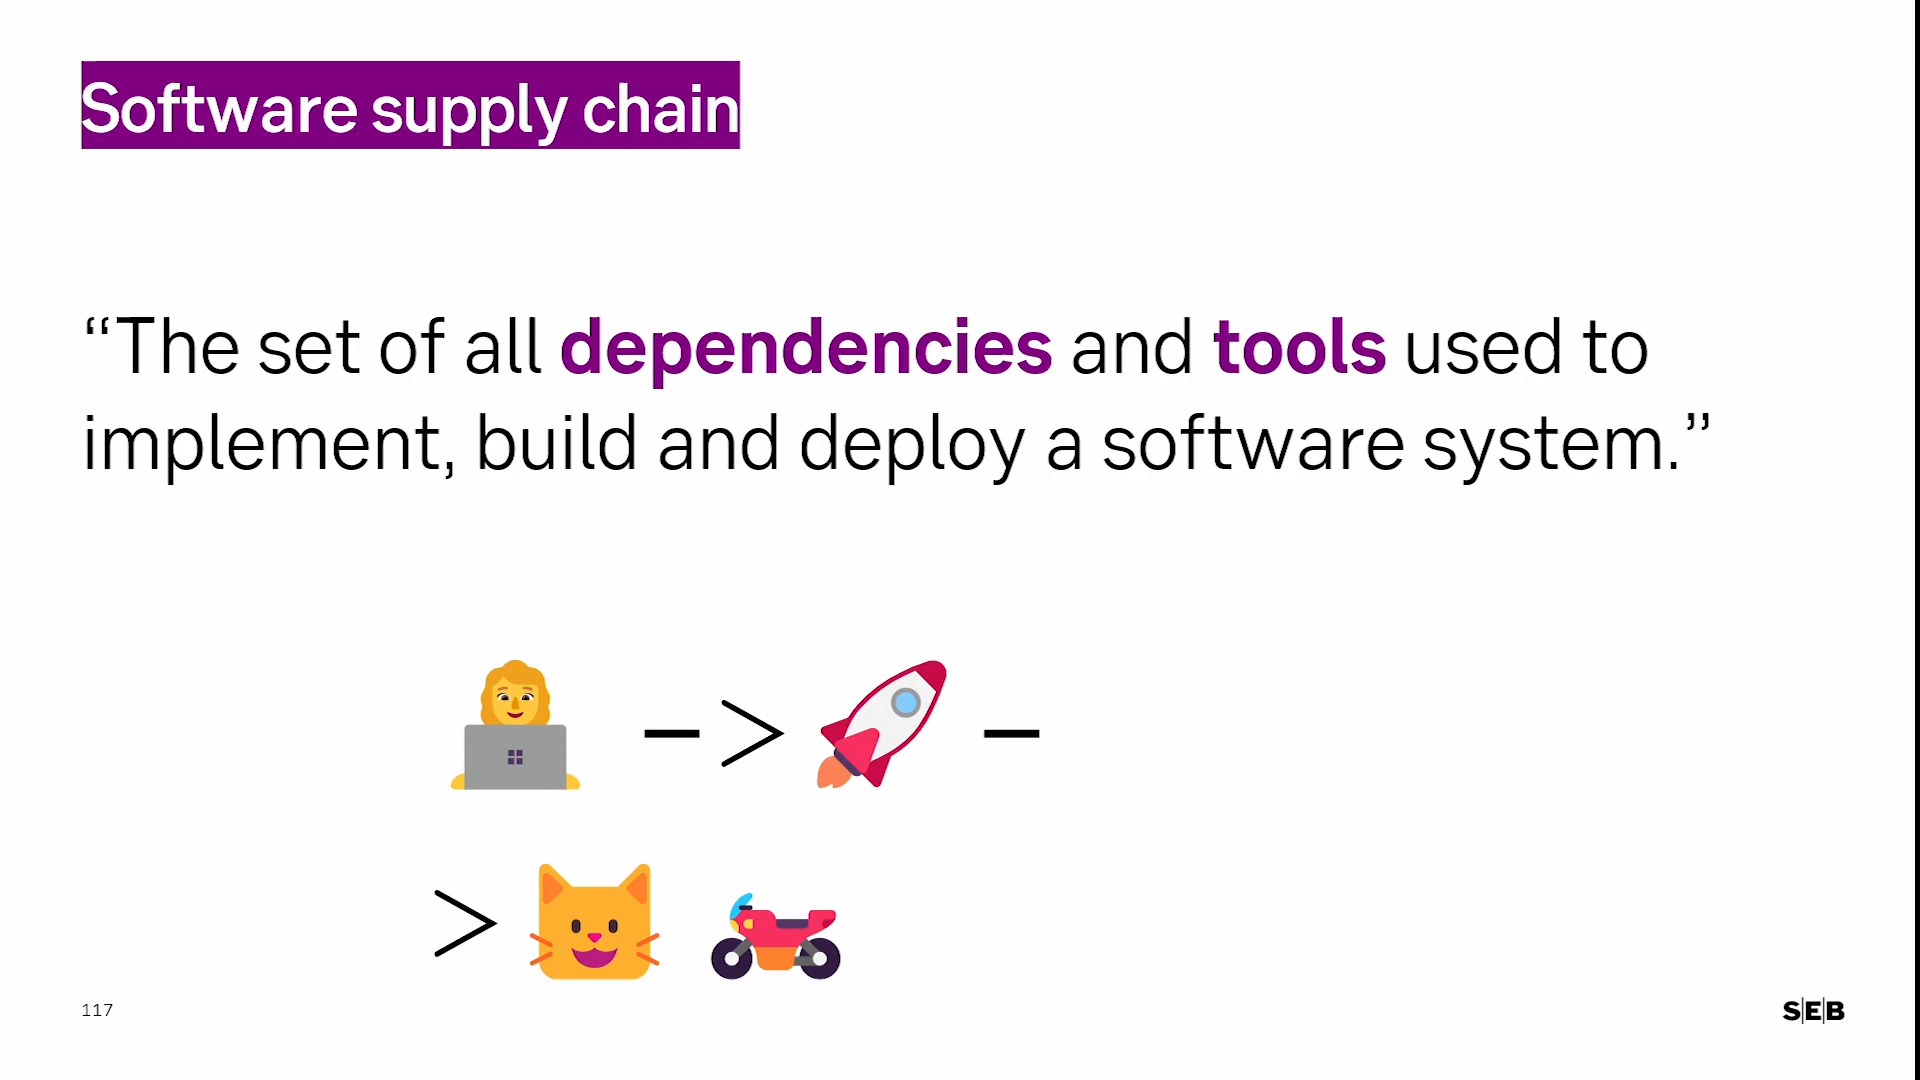 Software supply chain
“The set of all dependencies and tools used to
implement, build and deploy a software system.”
–> –
>
117
S|E|B